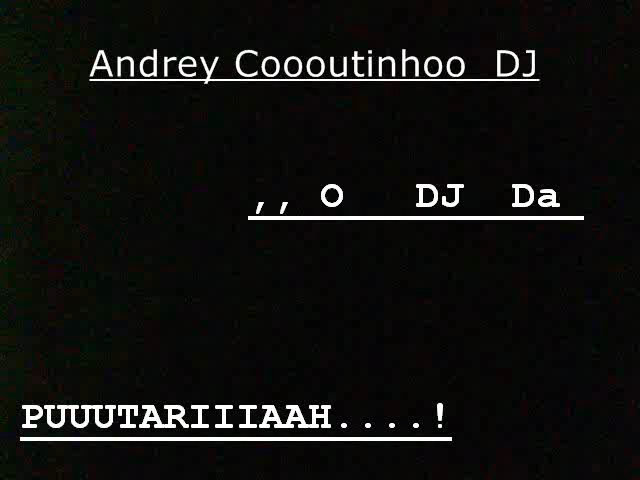 Andrey Coooutinhoo DJ
,, O DJ Da
PUUUTARIIIAAH....!